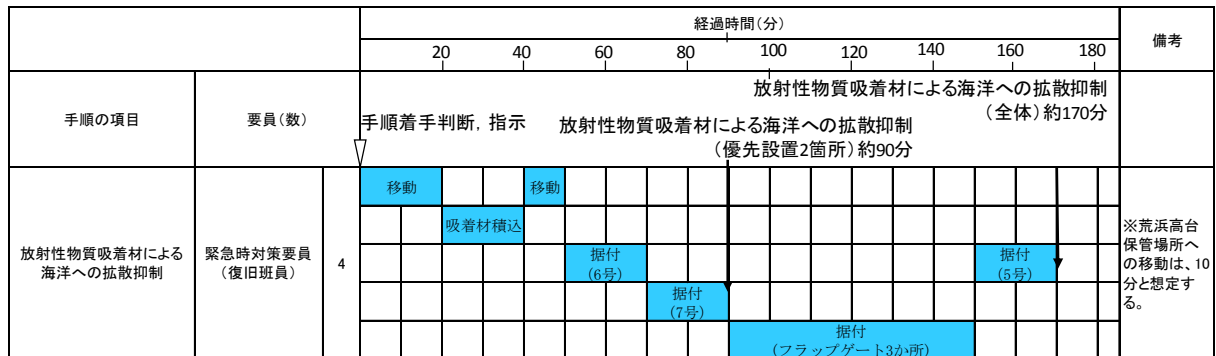 経過時間(分)
備考
20 40 60 80 100 120 140 160 180
手順の項目
要員(数)
放射性物質吸着材による海洋への拡散抑制
(全体)約170分
手順着手判断，指示
放射性物質吸着材による海洋への拡散抑制
(優先設置2箇所)約90分
放射性物質吸着材による
海洋への拡散抑制
緊急時対策要員
(復旧班員)
4
移動
移動
吸着材積込
据付
(6号)
据付
(5号)
据付
(7号)
据付
(フラップゲート3か所)
※荒浜高台
保管場所へ
の移動は、10
分と想定す
る。